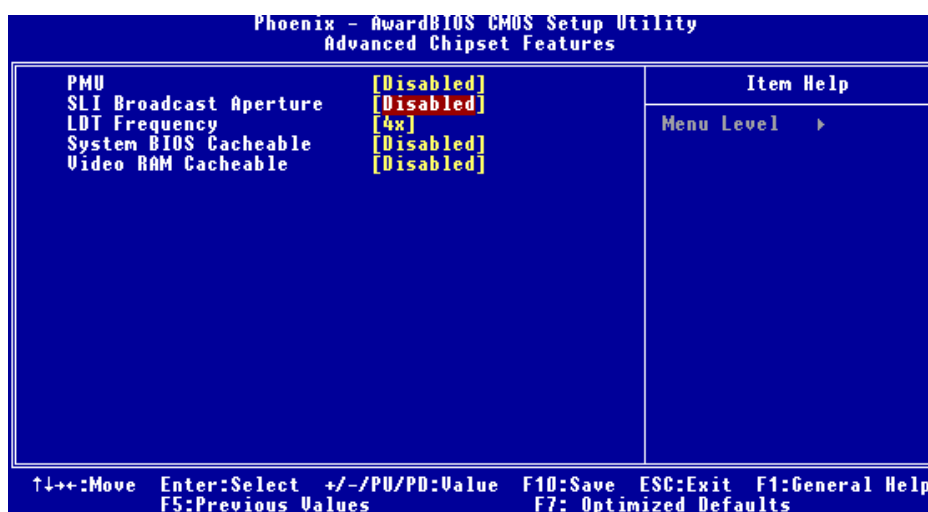 Phoenix - AwardBIOS CMOS Setup Utility
Advanced Chipset Features
PMU [Disabled]
SLI Broadcast Aperture [Disabled]
LDT Frequency [4x]
System BIOS Cacheable [Disabled]
Video RAM Cacheable [Disabled]
Item Help
Menu Level ▸
↑↓→←:Move Enter:Select +/-/PU/PD:Value F10:Save ESC:Exit F1:General Help
F5:Previous Values F7: Optimized Defaults